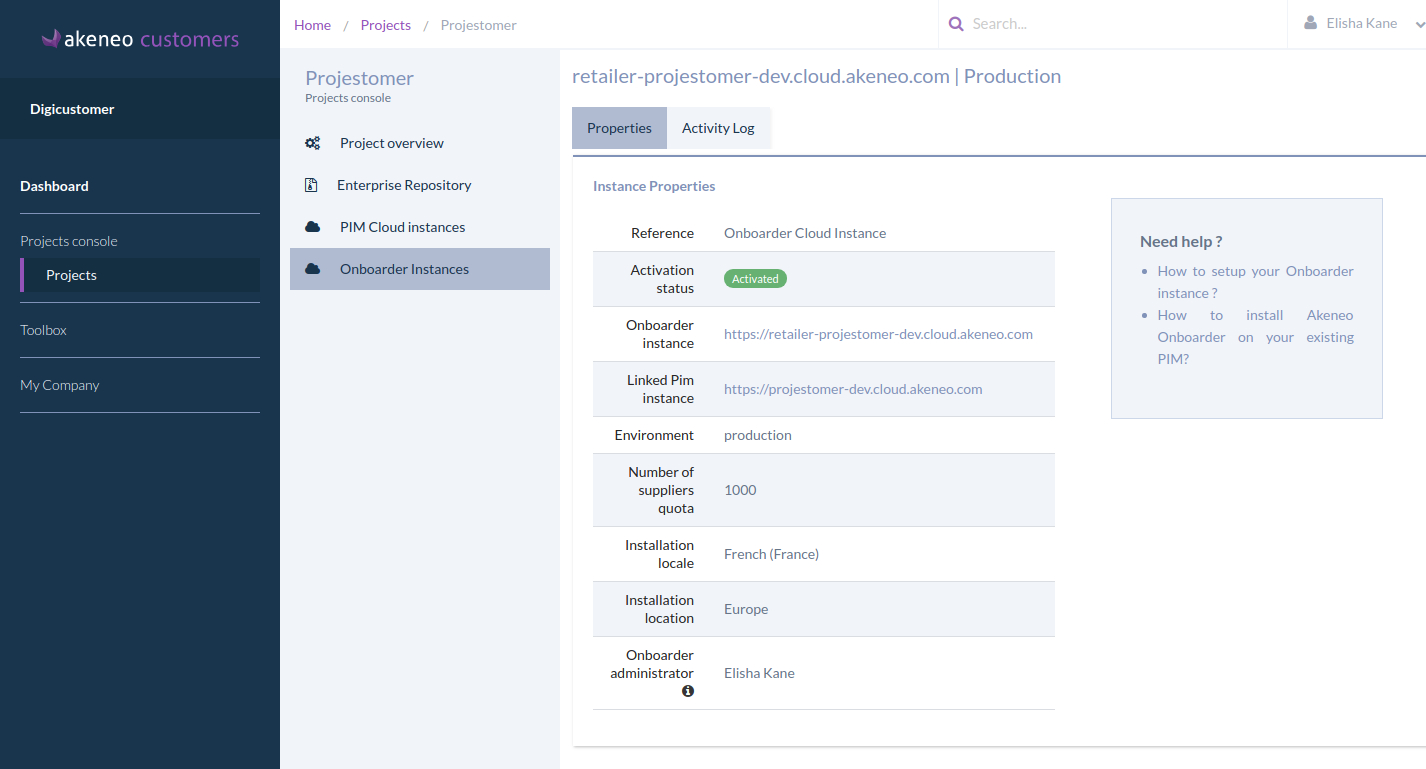 akeneo customers
Digicustomer
Dashboard
Projects console
Projects
Toolbox
My Company
Home / Projects / Projestomer
Search...
Elisha Kane
Projestomer
Projects console
Project overview
Enterprise Repository
PIM Cloud instances
Onboarder Instances
retailer-projestomer-dev.cloud.akeneo.com | Production
Properties
Activity Log
Instance Properties
Reference
Onboarder Cloud Instance
Activation
status
Activated
Onboarder
instance
https://retailer-projestomer-dev.cloud.akeneo.com
Linked Pim
instance
https://projestomer-dev.cloud.akeneo.com
Environment
production
Number of
suppliers
quota
1000
Installation
locale
French (France)
Installation
location
Europe
Onboarder
administrator
Elisha Kane
Need help ?
How to setup your Onboarder
instance ?
How to install Akeneo
Onboarder on your existing
PIM?